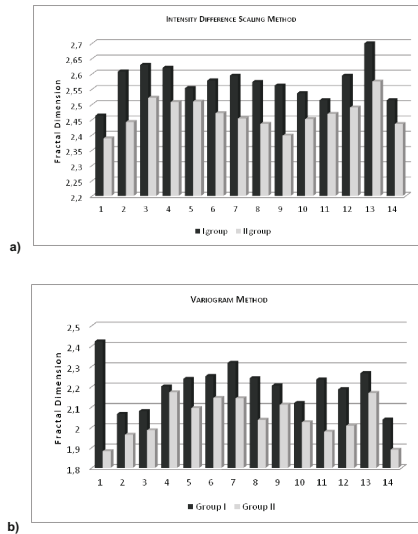 INTENSITY DIFFERENCE SCALING METHOD
Fractal Dimension
2,7
2,65
2,6
2,55
2,5
2,45
2,4
2,35
2,3
2,25
2,2
1 2 3 4 5 6 7 8 9 10 11 12 13 14
I group II group
a)
VARIOGRAM METHOD
Fractal Dimension
2,5
2,4
2,3
2,2
2,1
2
1,9
1,8
1 2 3 4 5 6 7 8 9 10 11 12 13 14
Group I Group II
b)